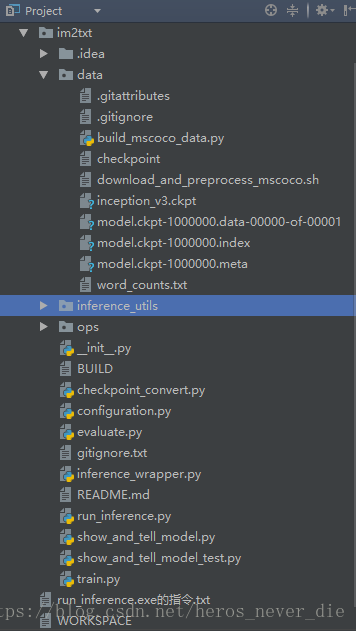 Project
im2txt
.idea
data
.gitattributes
.gitignore
build_mscoco_data.py
checkpoint
download_and_preprocess_mscoco.sh
inception_v3.ckpt
model.ckpt-1000000.data-00000-of-00001
model.ckpt-1000000.index
model.ckpt-1000000.meta
word_counts.txt
inference_utils
ops
__init__.py
BUILD
checkpoint_convert.py
configuration.py
evaluate.py
gitignore.txt
inference_wrapper.py
README.md
run_inference.py
show_and_tell_model.py
show_and_tell_model_test.py
train.py
run_inference.exe的指令.txt
ttps://blog.csdn.net/heros_never_die
WORKSPACE